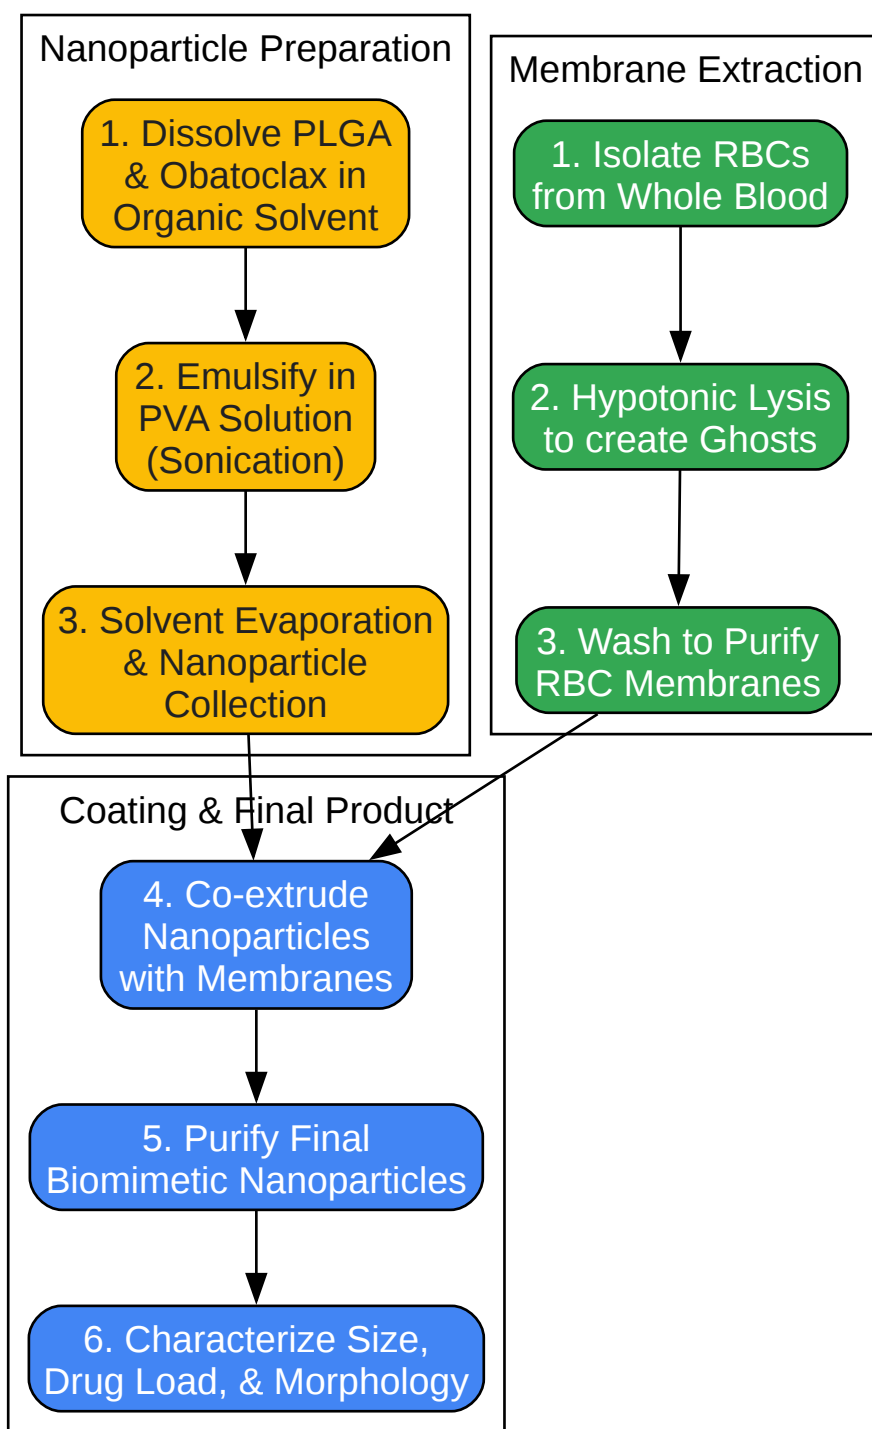 Nanoparticle Preparation
1. Dissolve PLGA
& Obatoclax in
Organic Solvent
2. Emulsify in
PVA Solution
(Sonication)
3. Solvent Evaporation
& Nanoparticle
Collection
Membrane Extraction
1. Isolate RBCs
from Whole Blood
2. Hypotonic Lysis
to create Ghosts
3. Wash to Purify
RBC Membranes
Coating & Final Product
4. Co-extrude
Nanoparticles
with Membranes
5. Purify Final
Biomimetic Nanoparticles
6. Characterize Size,
Drug Load, & Morphology